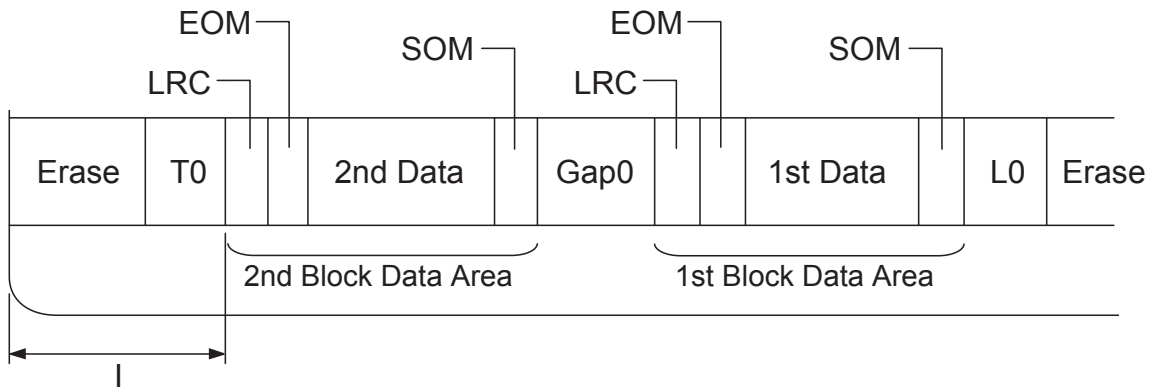 EOM
EOM
SOM
SOM
LRC
LRC
Erase T0 2nd Data Gap0 1st Data L0 Erase
2nd Block Data Area 1st Block Data Area
l